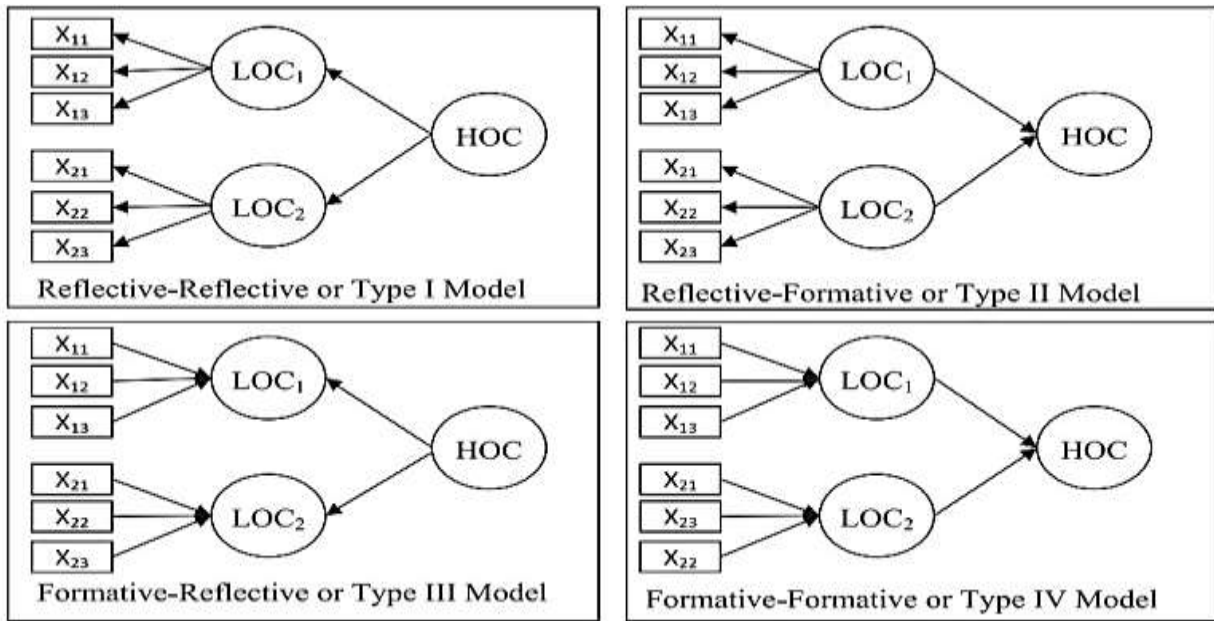 X₁₁
X₁₂
X₁₃
LOC₁
HOC
X₂₁
X₂₂
X₂₃
LOC₂
Reflective-Reflective or Type I Model
X₁₁
X₁₂
X₁₃
LOC₁
HOC
X₂₁
X₂₂
X₂₃
LOC₂
Reflective-Formative or Type II Model
X₁₁
X₁₂
X₁₃
LOC₁
HOC
X₂₁
X₂₂
X₂₃
LOC₂
Formative-Reflective or Type III Model
X₁₁
X₁₂
X₁₃
LOC₁
HOC
X₂₁
X₂₃
X₂₂
LOC₂
Formative-Formative or Type IV Model